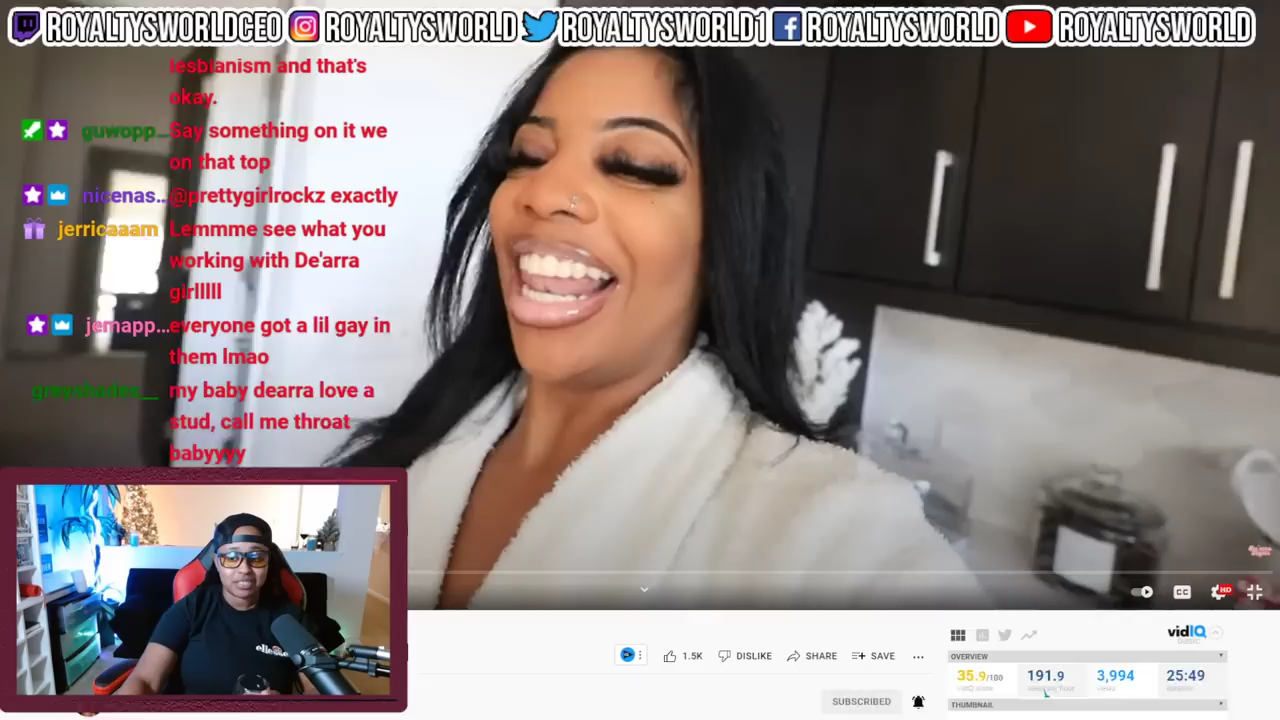 ROYALTYSWORLDCEO ROYALTYSWORLD ROYALTYSWORLD1 ROYALTYSWORLD ROYALTYSWORLD
lesbianism and that's
okay.
guwopp... Say something on it we
on that top
nicenas... @prettygirlrockz exactly
jerricaaam Lemmme see what you
working with De'arra
girlllll
jemapp... everyone got a lil gay in
them lmao
greyshades__ my baby dearra love a
stud, call me throat
babyyyy
ellesse
CC HD
1.5K DISLIKE SHARE SAVE ...
SUBSCRIBED
vidIQ
OVERVIEW
35.9/100 191.9 3,994 25:49
THUMBNAIL